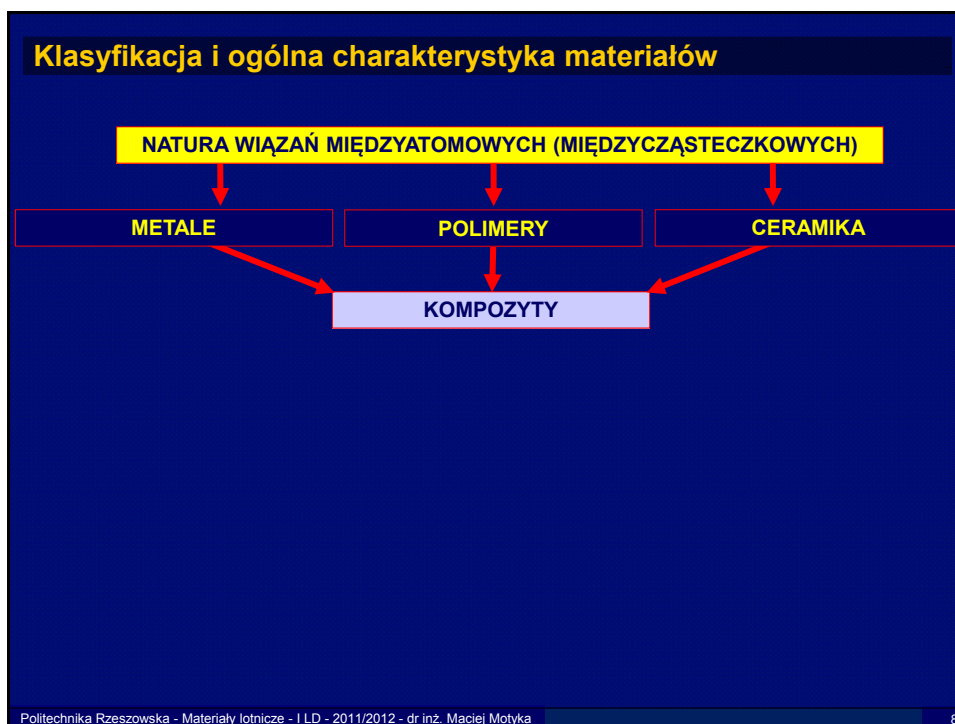 Klasyfikacja i ogólna charakterystyka materiałów
NATURA WIĄZAŃ MIĘDZYATOMOWYCH (MIĘDZYCZĄSTECZKOWYCH)
METALE
POLIMERY
CERAMIKA
KOMPOZYTY
Politechnika Rzeszowska - Materiały lotnicze - I LD - 2011/2012 - dr inż. Maciej Motyka
8